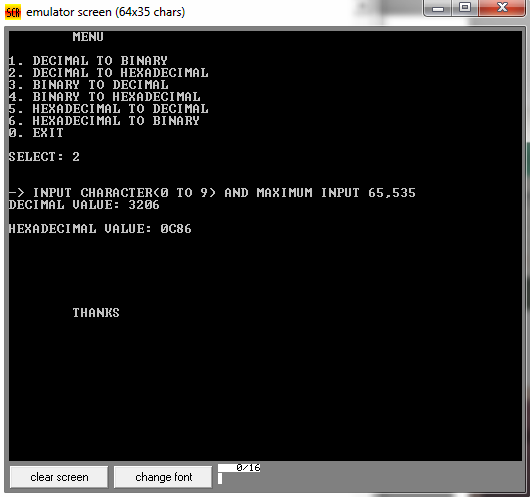 SCR emulator screen (64x35 chars)
MENU
1. DECIMAL TO BINARY
2. DECIMAL TO HEXADECIMAL
3. BINARY TO DECIMAL
4. BINARY TO HEXADECIMAL
5. HEXADECIMAL TO DECIMAL
6. HEXADECIMAL TO BINARY
0. EXIT
SELECT: 2
-> INPUT CHARACTER(0 TO 9) AND MAXIMUM INPUT 65,535
DECIMAL VALUE: 3206
HEXADECIMAL VALUE: 0C86
THANKS
clear screen change font 0/16